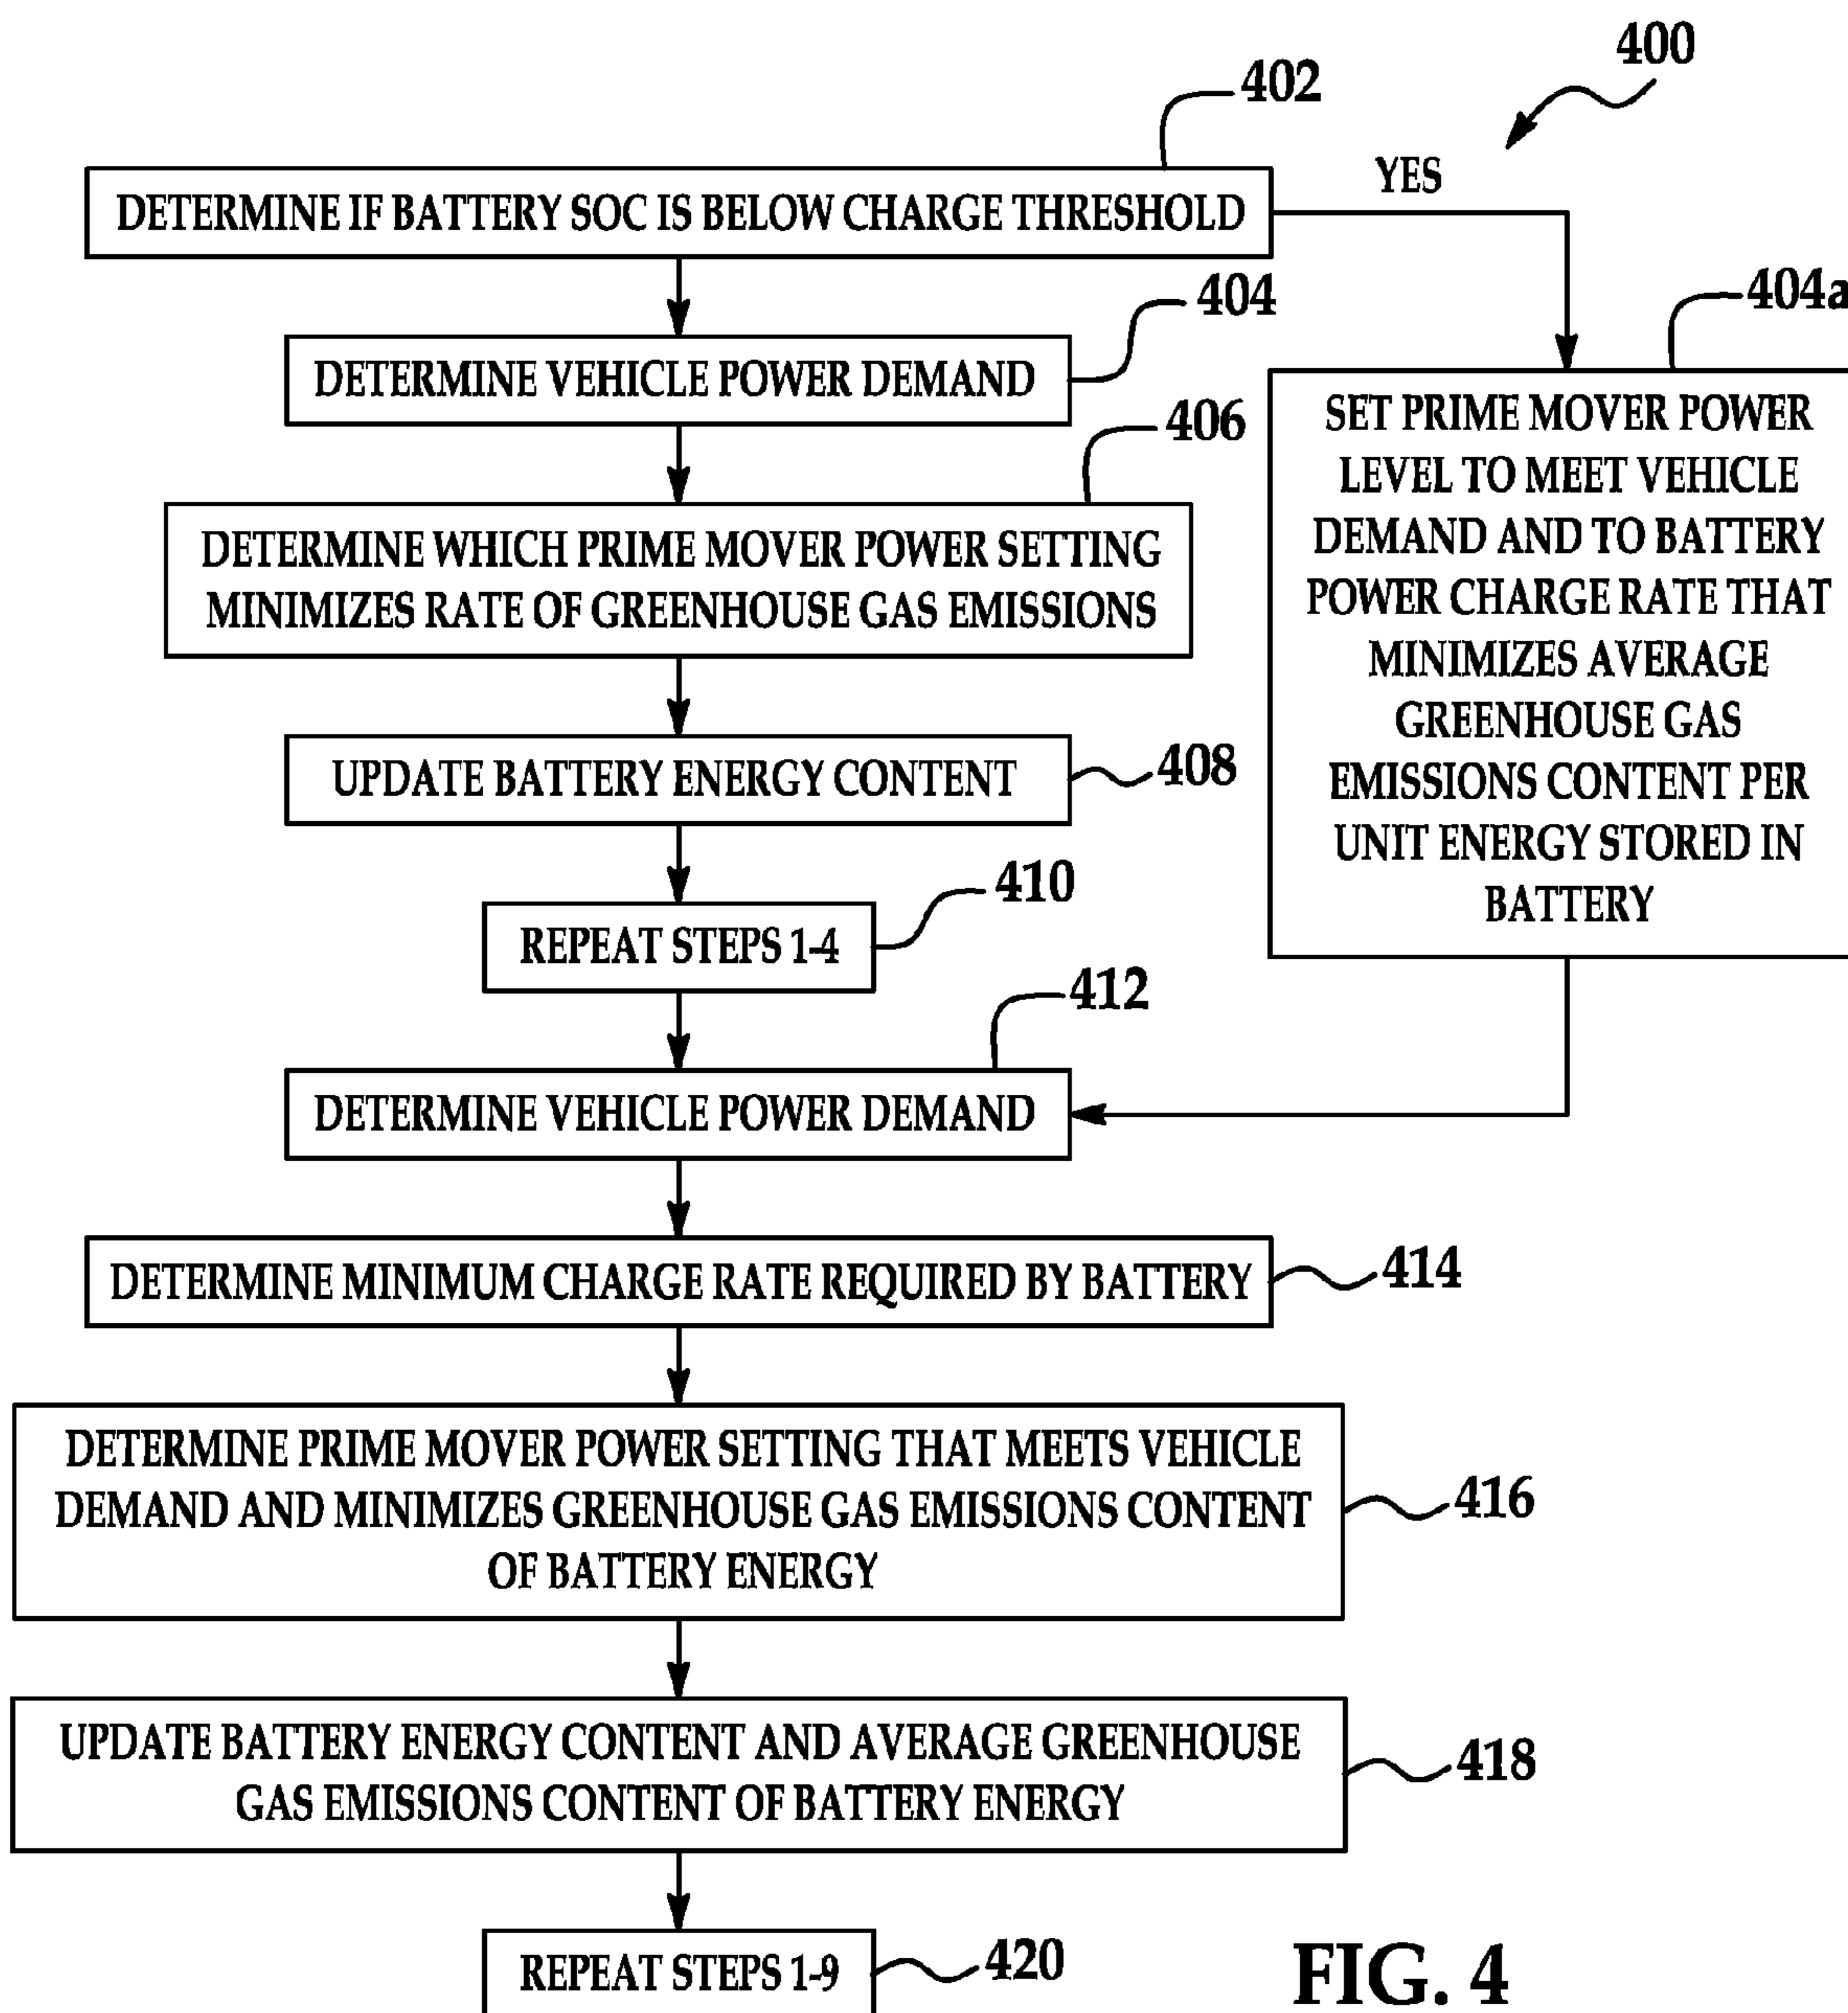 400
402
YES
DETERMINE IF BATTERY SOC IS BELOW CHARGE THRESHOLD
404
404a
DETERMINE VEHICLE POWER DEMAND
406
SET PRIME MOVER POWER
LEVEL TO MEET VEHICLE
DEMAND AND TO BATTERY
POWER CHARGE RATE THAT
MINIMIZES AVERAGE
GREENHOUSE GAS
EMISSIONS CONTENT PER
UNIT ENERGY STORED IN
BATTERY
DETERMINE WHICH PRIME MOVER POWER SETTING
MINIMIZES RATE OF GREENHOUSE GAS EMISSIONS
UPDATE BATTERY ENERGY CONTENT
408
410
REPEAT STEPS 1-4
412
DETERMINE VEHICLE POWER DEMAND
DETERMINE MINIMUM CHARGE RATE REQUIRED BY BATTERY
414
DETERMINE PRIME MOVER POWER SETTING THAT MEETS VEHICLE
DEMAND AND MINIMIZES GREENHOUSE GAS EMISSIONS CONTENT
OF BATTERY ENERGY
416
UPDATE BATTERY ENERGY CONTENT AND AVERAGE GREENHOUSE
GAS EMISSIONS CONTENT OF BATTERY ENERGY
418
REPEAT STEPS 1-9
420
FIG. 4